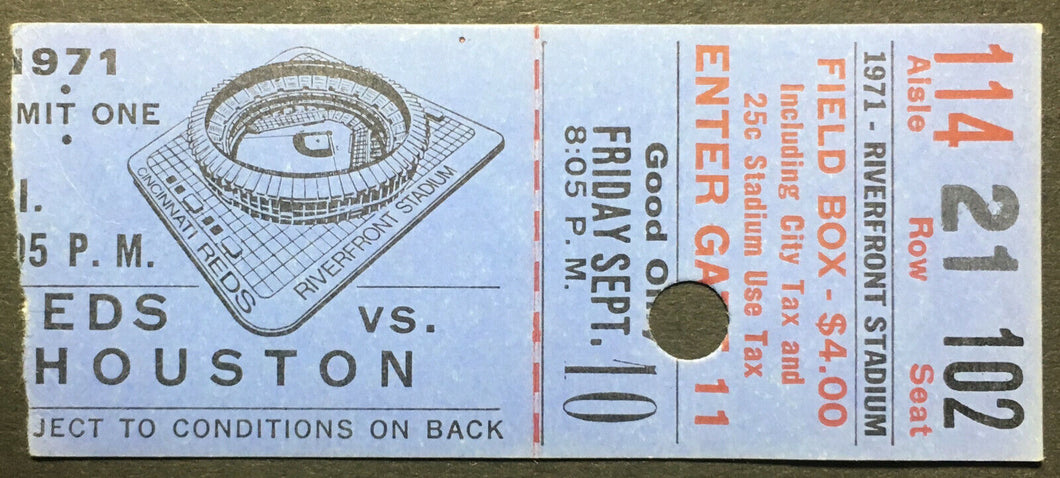 1971
MIT ONE
05 P. M.
EDS vs.
HOUSTON
JECT TO CONDITIONS ON BACK
CINCINNATI REDS
RIVERFRONT STADIUM
114 21 102
Aisle Row Seat
1971 - RIVERFRONT STADIUM
FIELD BOX - $4.00
Including City Tax and
25c Stadium Use Tax
ENTER GATE 11
Good Only
FRIDAY SEPT. 10
8:05 P. M.